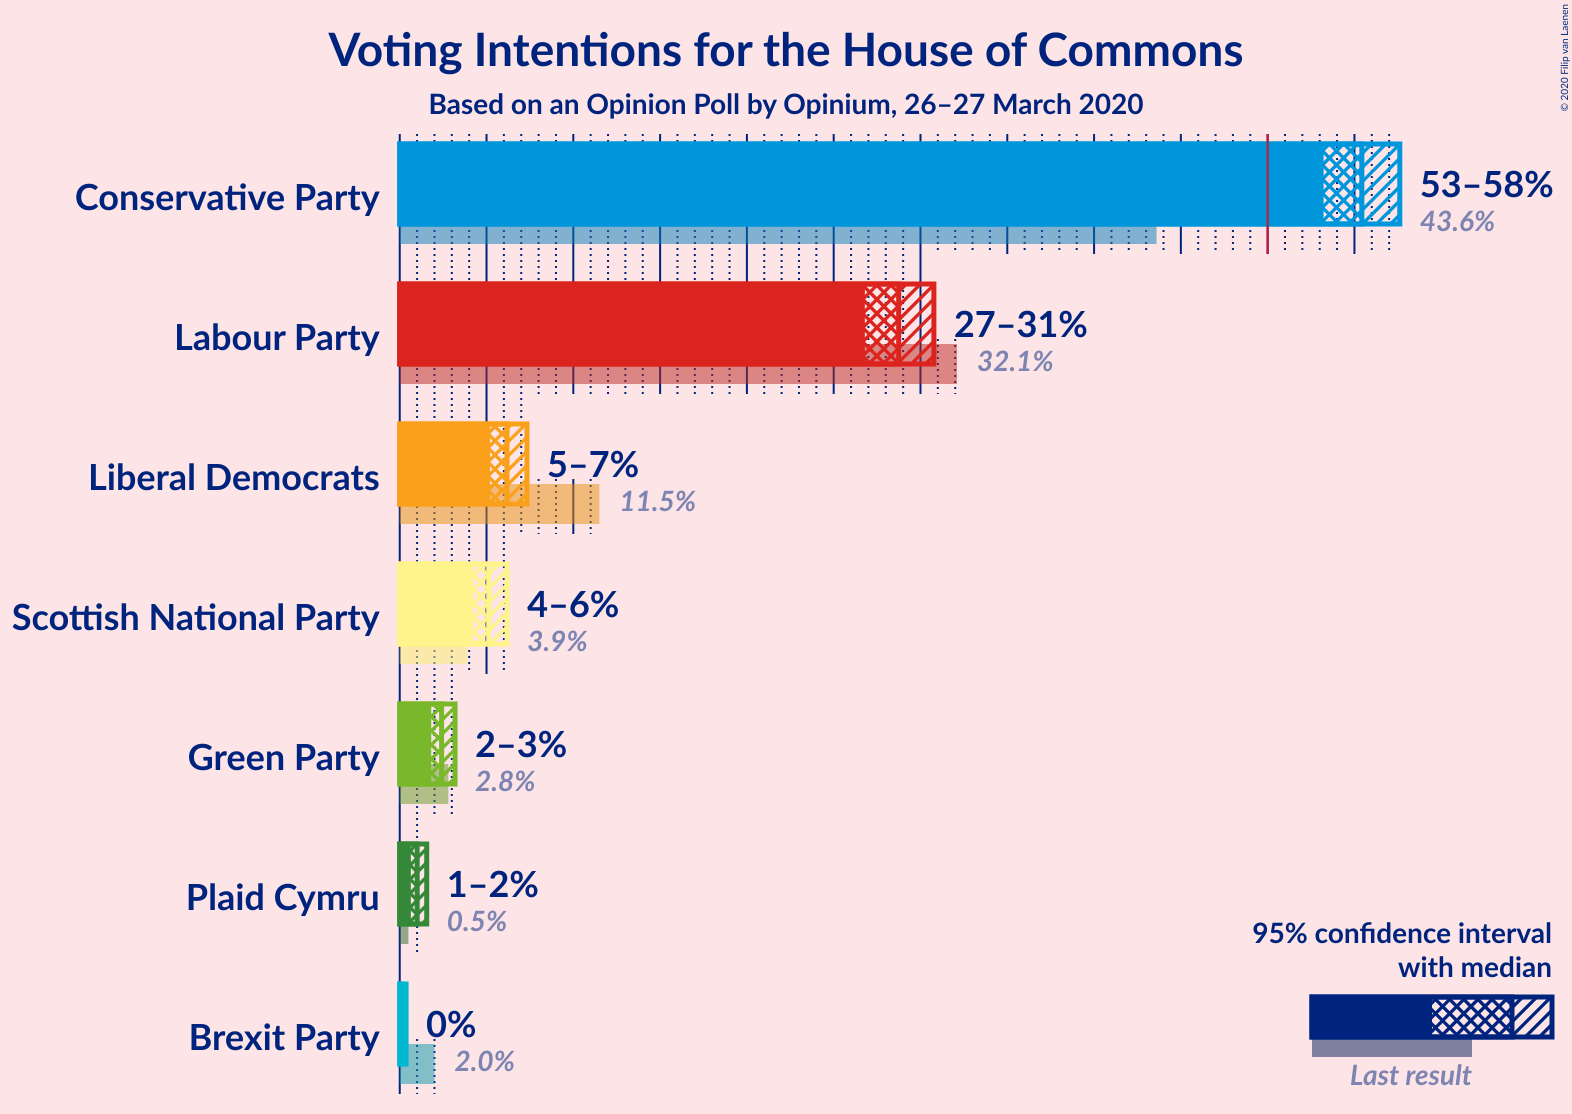 Voting Intentions for the House of Commons
Based on an Opinion Poll by Opinium, 26–27 March 2020
© 2020 Filip van Laenen
Conservative Party
53–58%
43.6%
Labour Party
27–31%
32.1%
Liberal Democrats
5–7%
11.5%
Scottish National Party
4–6%
3.9%
Green Party
2–3%
2.8%
Plaid Cymru
1–2%
0.5%
Brexit Party
0%
2.0%
95% confidence interval
with median
Last result